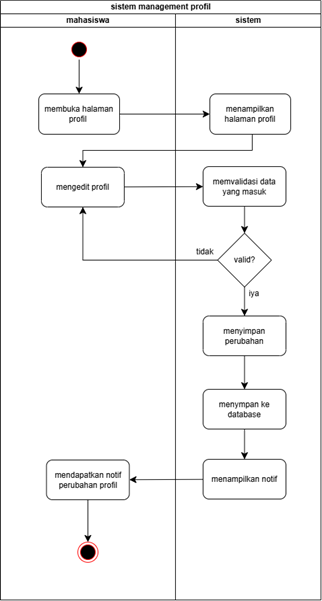 sistem management profil
mahasiswa
sistem
membuka halaman
profil
menampilkan
halaman profil
mengedit profil
memvalidasi data
yang masuk
tidak
valid?
iya
menyimpan
perubahan
menympan ke
database
mendapatkan notif
perubahan profil
menampilkan notif